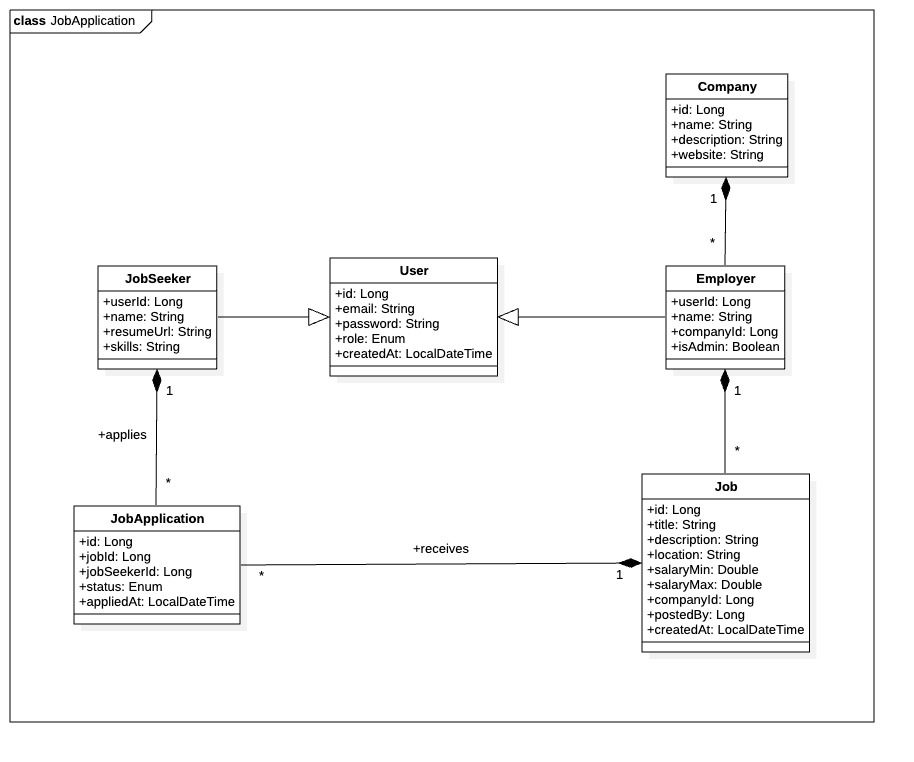 class JobApplication
Company
+id: Long
+name: String
+description: String
+website: String
1
*
JobSeeker
+userId: Long
+name: String
+resumeUrl: String
+skills: String
User
+id: Long
+email: String
+password: String
+role: Enum
+createdAt: LocalDateTime
Employer
+userId: Long
+name: String
+companyId: Long
+isAdmin: Boolean
1
+applies
*
1
*
JobApplication
+id: Long
+jobId: Long
+jobSeekerId: Long
+status: Enum
+appliedAt: LocalDateTime
+receives
*
1
Job
+id: Long
+title: String
+description: String
+location: String
+salaryMin: Double
+salaryMax: Double
+companyId: Long
+postedBy: Long
+createdAt: LocalDateTime